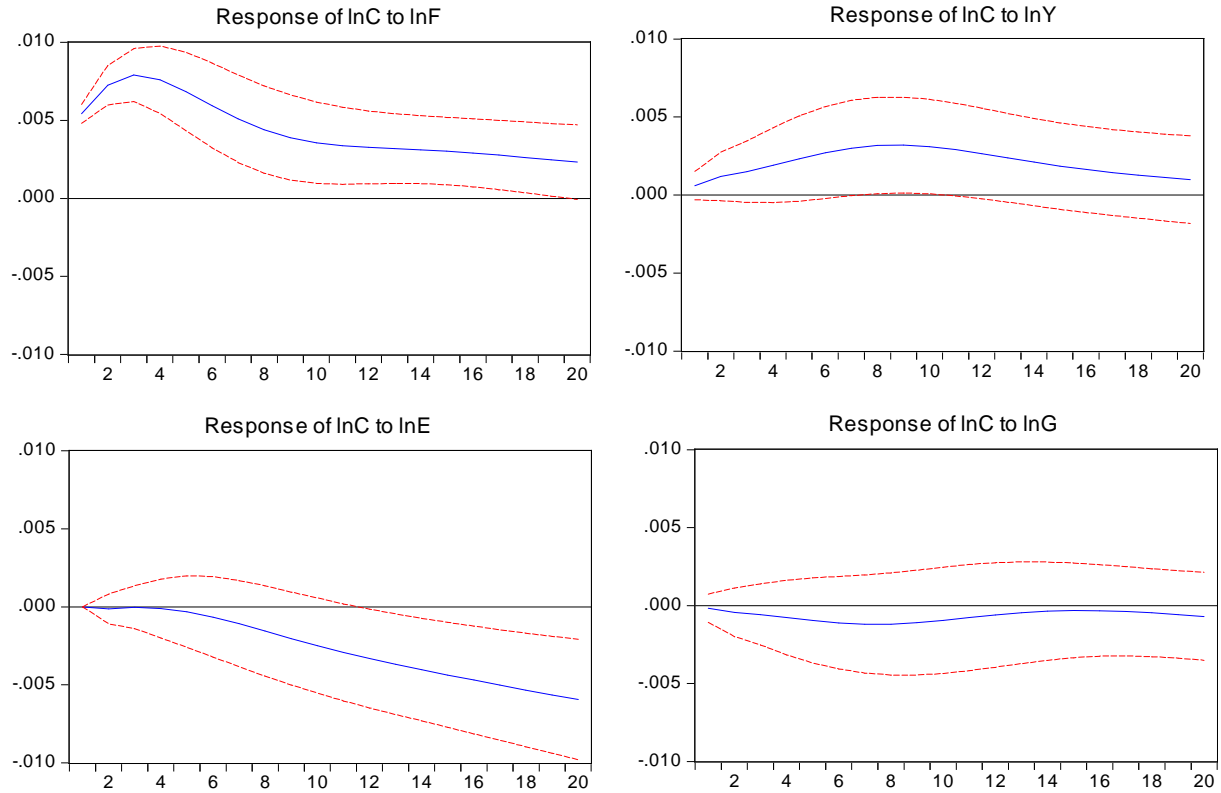 Response of lnC to lnF
.010
.005
.000
-.005
-.010
2 4 6 8 10 12 14 16 18 20
Response of lnC to lnY
.010
.005
.000
-.005
-.010
2 4 6 8 10 12 14 16 18 20
Response of lnC to lnE
.010
.005
.000
-.005
-.010
2 4 6 8 10 12 14 16 18 20
Response of lnC to lnG
.010
.005
.000
-.005
-.010
2 4 6 8 10 12 14 16 18 20